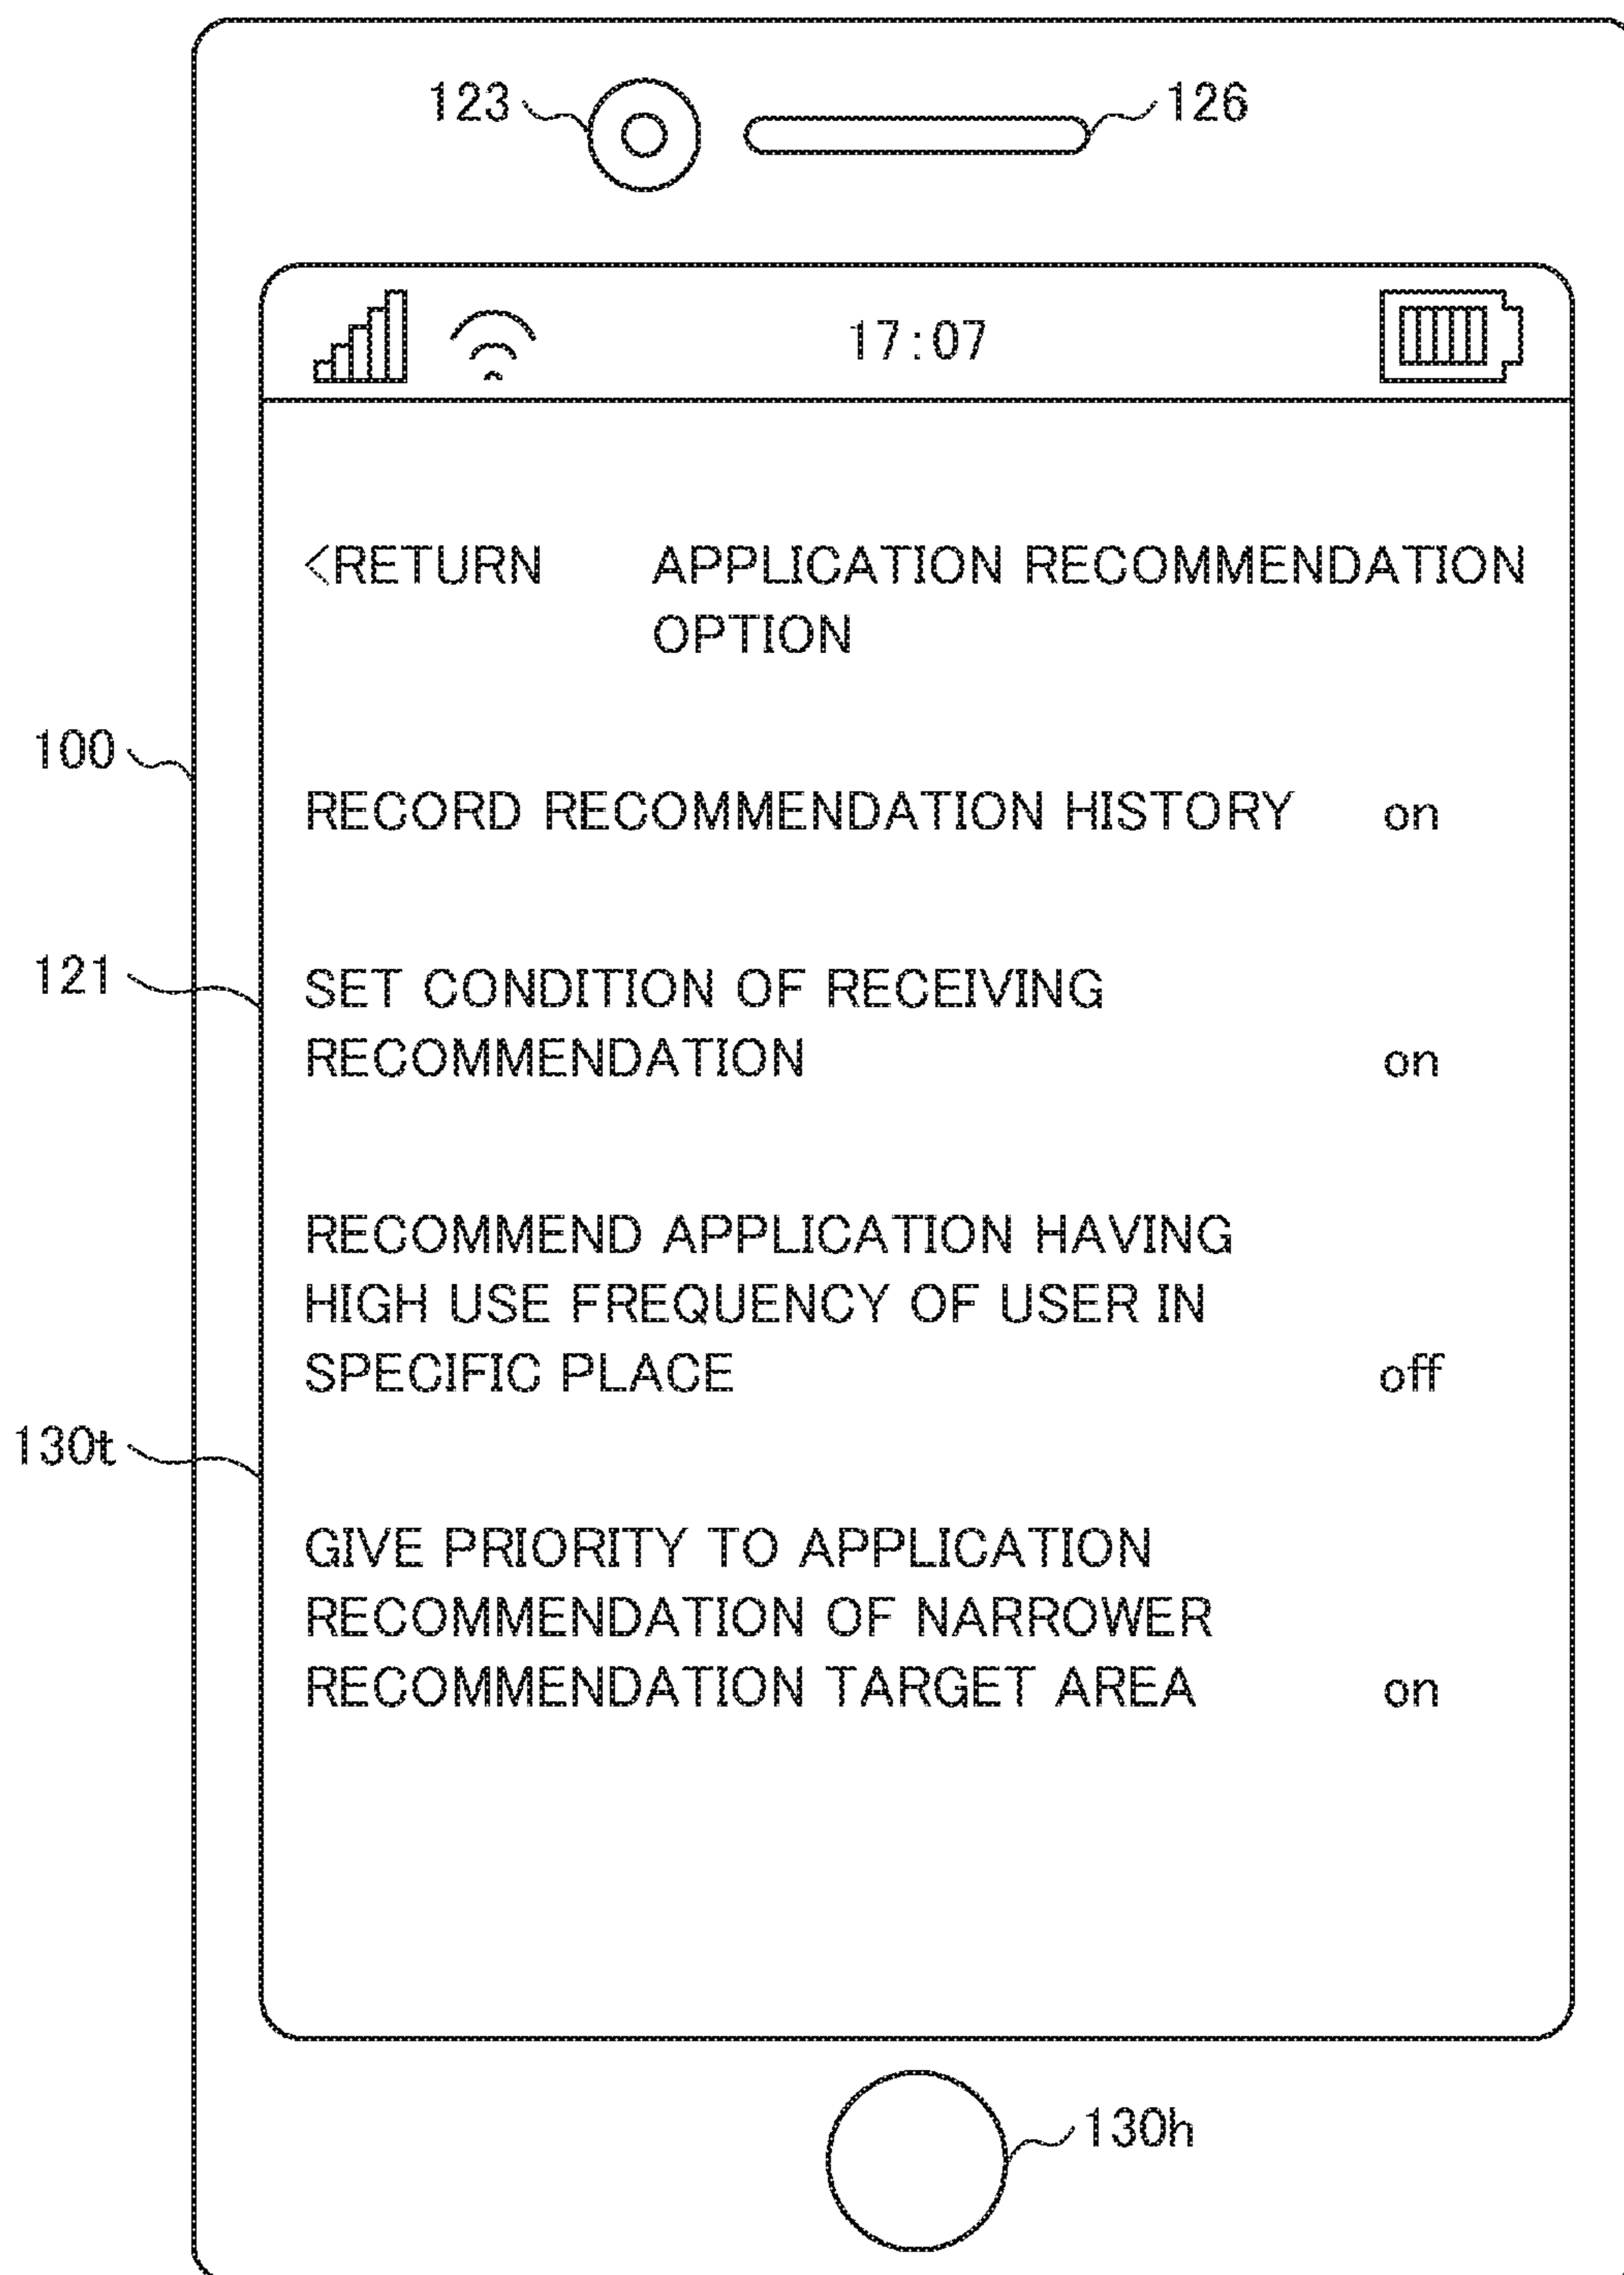 123
126
17:07
<RETURN APPLICATION RECOMMENDATION
OPTION
100
RECORD RECOMMENDATION HISTORY on
121
SET CONDITION OF RECEIVING
RECOMMENDATION on
RECOMMEND APPLICATION HAVING
HIGH USE FREQUENCY OF USER IN
SPECIFIC PLACE off
130t
GIVE PRIORITY TO APPLICATION
RECOMMENDATION OF NARROWER
RECOMMENDATION TARGET AREA on
130h